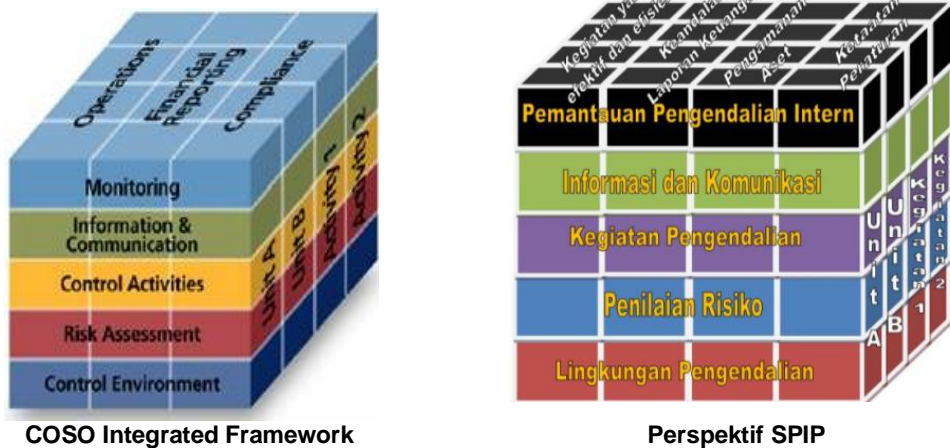 Operations
Financial
Reporting
Compliance
Monitoring
Information &
Communication
Control Activities
Risk Assessment
Control Environment
Unit A
Unit B
Activity 1
Activity 2
COSO Integrated Framework
Kegiatan
efektif dan
Keandalan
Laporan Keuangan
Pengamanan
Aset
Ketaatan
Peraturan
Pemantauan Pengendalian Intern
Informasi dan Komunikasi
Kegiatan Pengendalian
Penilaian Risiko
Lingkungan Pengendalian
Unit A
Unit B
Kegiatan 1
Kegiatan 2
Perspektif SPIP